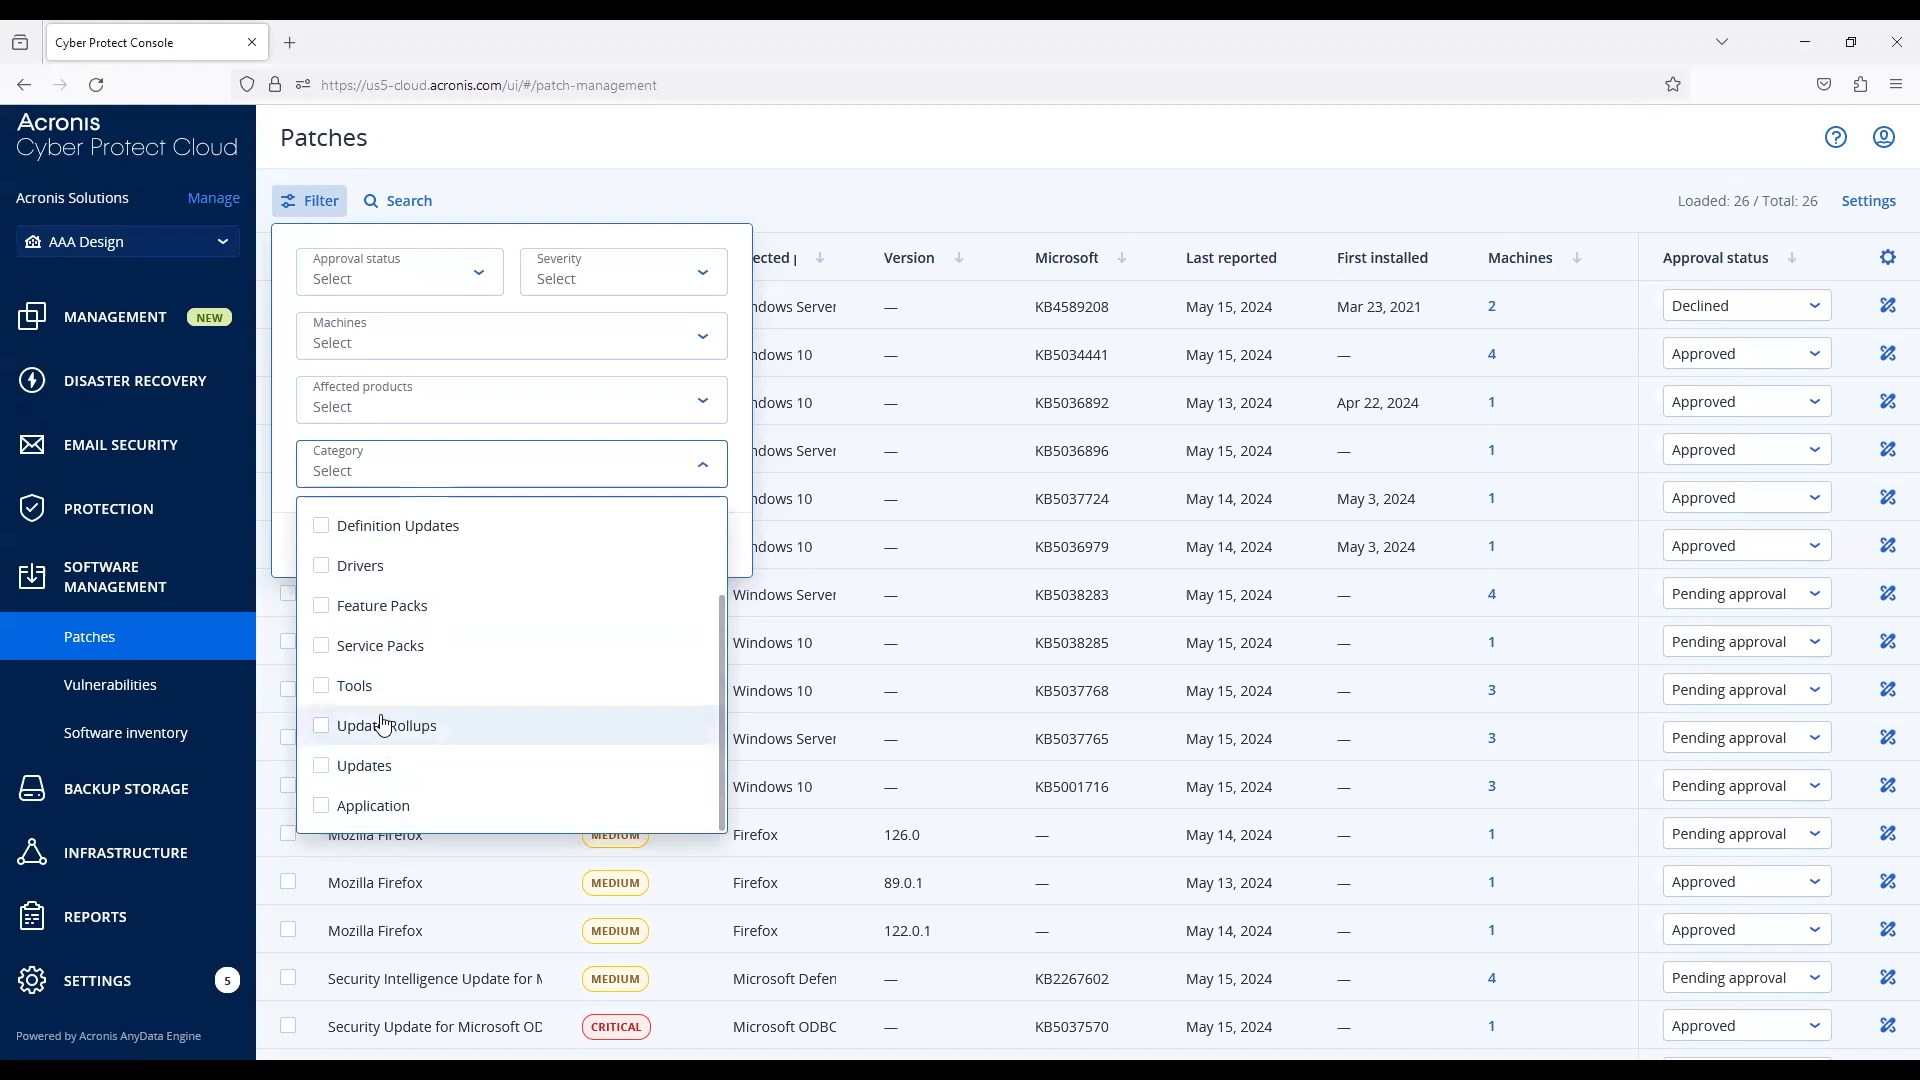 Cyber Protect Console
https://us5-cloud.acronis.com/ui/#/patch-management
Acronis
Cyber Protect Cloud
Acronis Solutions Manage
AAA Design
MANAGEMENT NEW
DISASTER RECOVERY
EMAIL SECURITY
PROTECTION
SOFTWARE
MANAGEMENT
Patches
Vulnerabilities
Software inventory
BACKUP STORAGE
INFRASTRUCTURE
REPORTS
SETTINGS 5
Powered by Acronis AnyData Engine
Patches
Filter Search Loaded: 26 / Total: 26 Settings
Approval status
Select
Severity
Select
Machines
Select
Affected products
Select
Category
Select
Definition Updates
Drivers
Feature Packs
Service Packs
Tools
Update Rollups
Updates
Application
ected p Version Microsoft Last reported First installed Machines Approval status
ndows Server — KB4589208 May 15, 2024 Mar 23, 2021 2 Declined
ndows 10 — KB5034441 May 15, 2024 — 4 Approved
ndows 10 — KB5036892 May 13, 2024 Apr 22, 2024 1 Approved
ndows Server — KB5036896 May 15, 2024 — 1 Approved
ndows 10 — KB5037724 May 14, 2024 May 3, 2024 1 Approved
ndows 10 — KB5036979 May 14, 2024 May 3, 2024 1 Approved
Windows Server — KB5038283 May 15, 2024 — 4 Pending approval
Windows 10 — KB5038285 May 15, 2024 — 1 Pending approval
Windows 10 — KB5037768 May 15, 2024 — 3 Pending approval
Windows Server — KB5037765 May 15, 2024 — 3 Pending approval
Windows 10 — KB5001716 May 15, 2024 — 3 Pending approval
Mozilla Firefox MEDIUM Firefox 126.0 — May 14, 2024 — 1 Pending approval
Mozilla Firefox MEDIUM Firefox 89.0.1 — May 13, 2024 — 1 Approved
Mozilla Firefox MEDIUM Firefox 122.0.1 — May 14, 2024 — 1 Approved
Security Intelligence Update for M MEDIUM Microsoft Defen — KB2267602 May 15, 2024 — 4 Pending approval
Security Update for Microsoft OD CRITICAL Microsoft ODBC — KB5037570 May 15, 2024 — 1 Approved